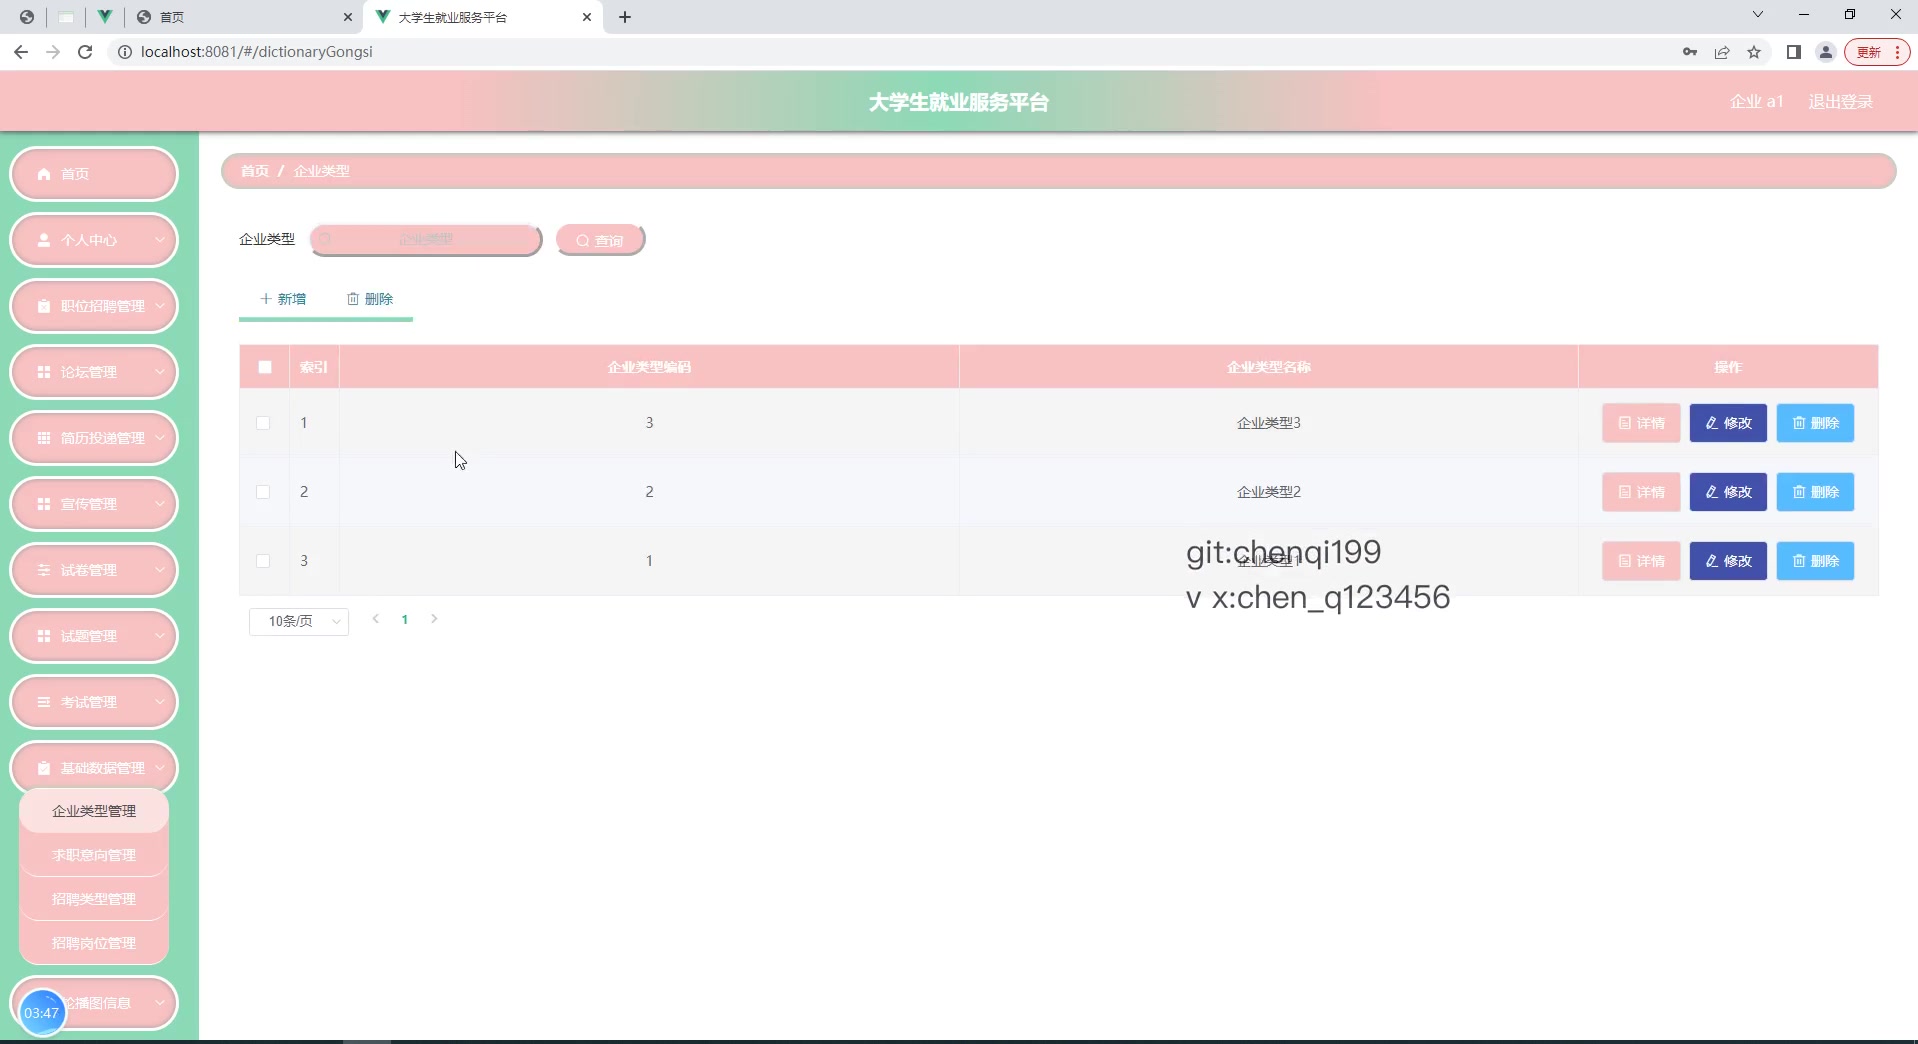 首页
大学生就业服务平台
localhost:8081/#/dictionaryGongsi
更新
大学生就业服务平台
企业 a1
退出登录
首页
个人中心
职位招聘管理
论坛管理
简历投递管理
宣传管理
试卷管理
试题管理
考试管理
基础数据管理
企业类型管理
求职意向管理
招聘类型管理
招聘岗位管理
轮播图信息
03:47
首页 / 企业类型
企业类型 企业类型 查询
新增 删除
索引 企业类型编码 企业类型名称 操作
1 3 企业类型3 详情 修改 删除
2 2 企业类型2 详情 修改 删除
3 1 企业类型1 详情 修改 删除
git:chenqi199
v x:chen_q123456
10条/页 1